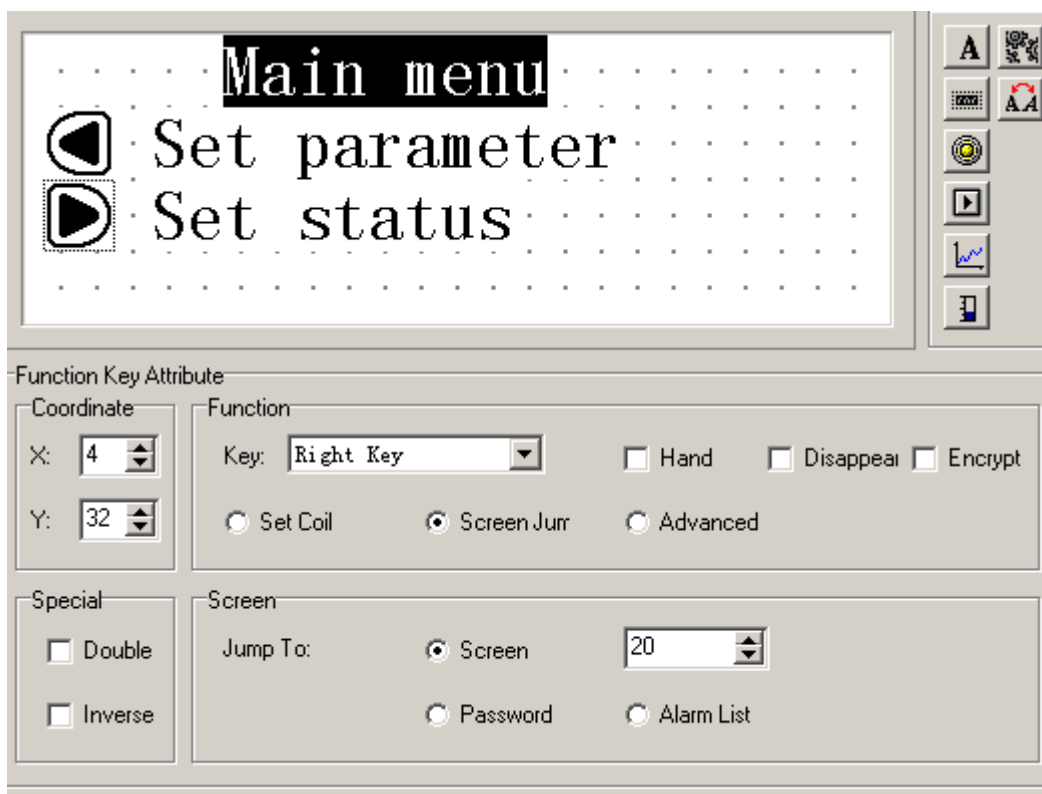 Main menu
Set parameter
Set status
A
A A
Function Key Attribute
Coordinate
X: 4
Y: 32
Function
Key: Right Key
Hand
Disappear
Encrypt
Set Coil
Screen Jum
Advanced
Special
Double
Inverse
Screen
Jump To:
Screen
20
Password
Alarm List